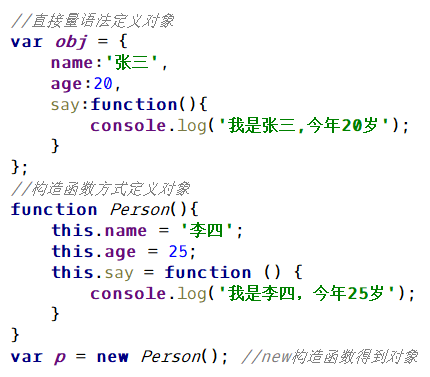 //直接量语法定义对象
var obj = {
    name:'张三',
    age:20,
    say:function(){
        console.log('我是张三,今年20岁');
    }
};
//构造函数方式定义对象
function Person(){
    this.name = '李四';
    this.age = 25;
    this.say = function () {
        console.log('我是李四，今年25岁');
    }
}
var p = new Person(); //new构造函数得到对象